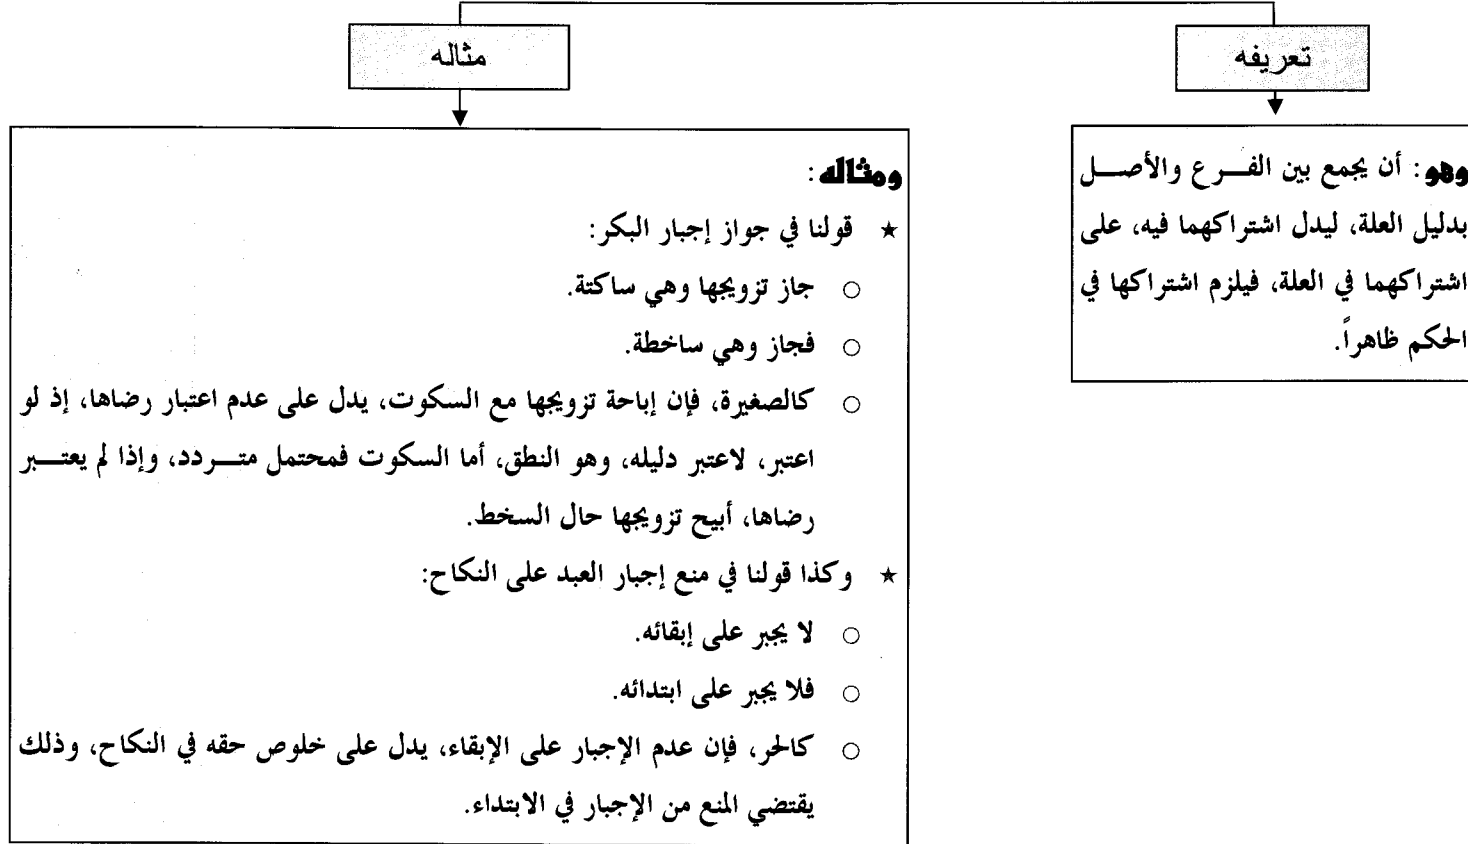 تعريفه
وهو: أن يجمع بين الفـــرع والأصـــل
بدليل العلة، ليدل اشتراكهما فيه، على
اشتراكهما في العلة، فيلزم اشتراكها في
الحكم ظاهراً.
مثاله
ومثاله:
★ قولنا في جواز إجبار البكر:
○ جاز تزويجها وهي ساكتة.
○ فجاز وهي ساخطة.
○ كالصغيرة، فإن إباحة تزويجها مع السكوت، يدل على عدم اعتبار رضاها، إذ لو
اعتبر، لاعتبر دليله، وهو النطق، أما السكوت فمحتمل متـــردد، وإذا لم يعتـــبر
رضاها، أبيح تزويجها حال السخط.
★ وكذا قولنا في منع إجبار العبد على النكاح:
○ لا يجبر على إبقائه.
○ فلا يجبر على ابتدائه.
○ كالحر، فإن عدم الإجبار على الإبقاء، يدل على خلوص حقه في النكاح، وذلك
يقتضي المنع من الإجبار في الابتداء.